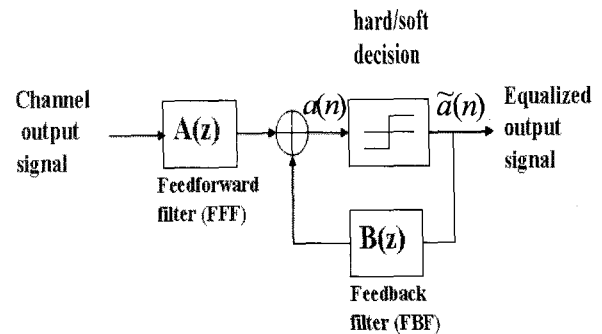 hard/soft
decision
Channel
output
signal
A(z)
a(n)
ã(n)
Equalized
output
signal
Feedforward
filter (FFF)
B(z)
Feedback
filter (FBF)